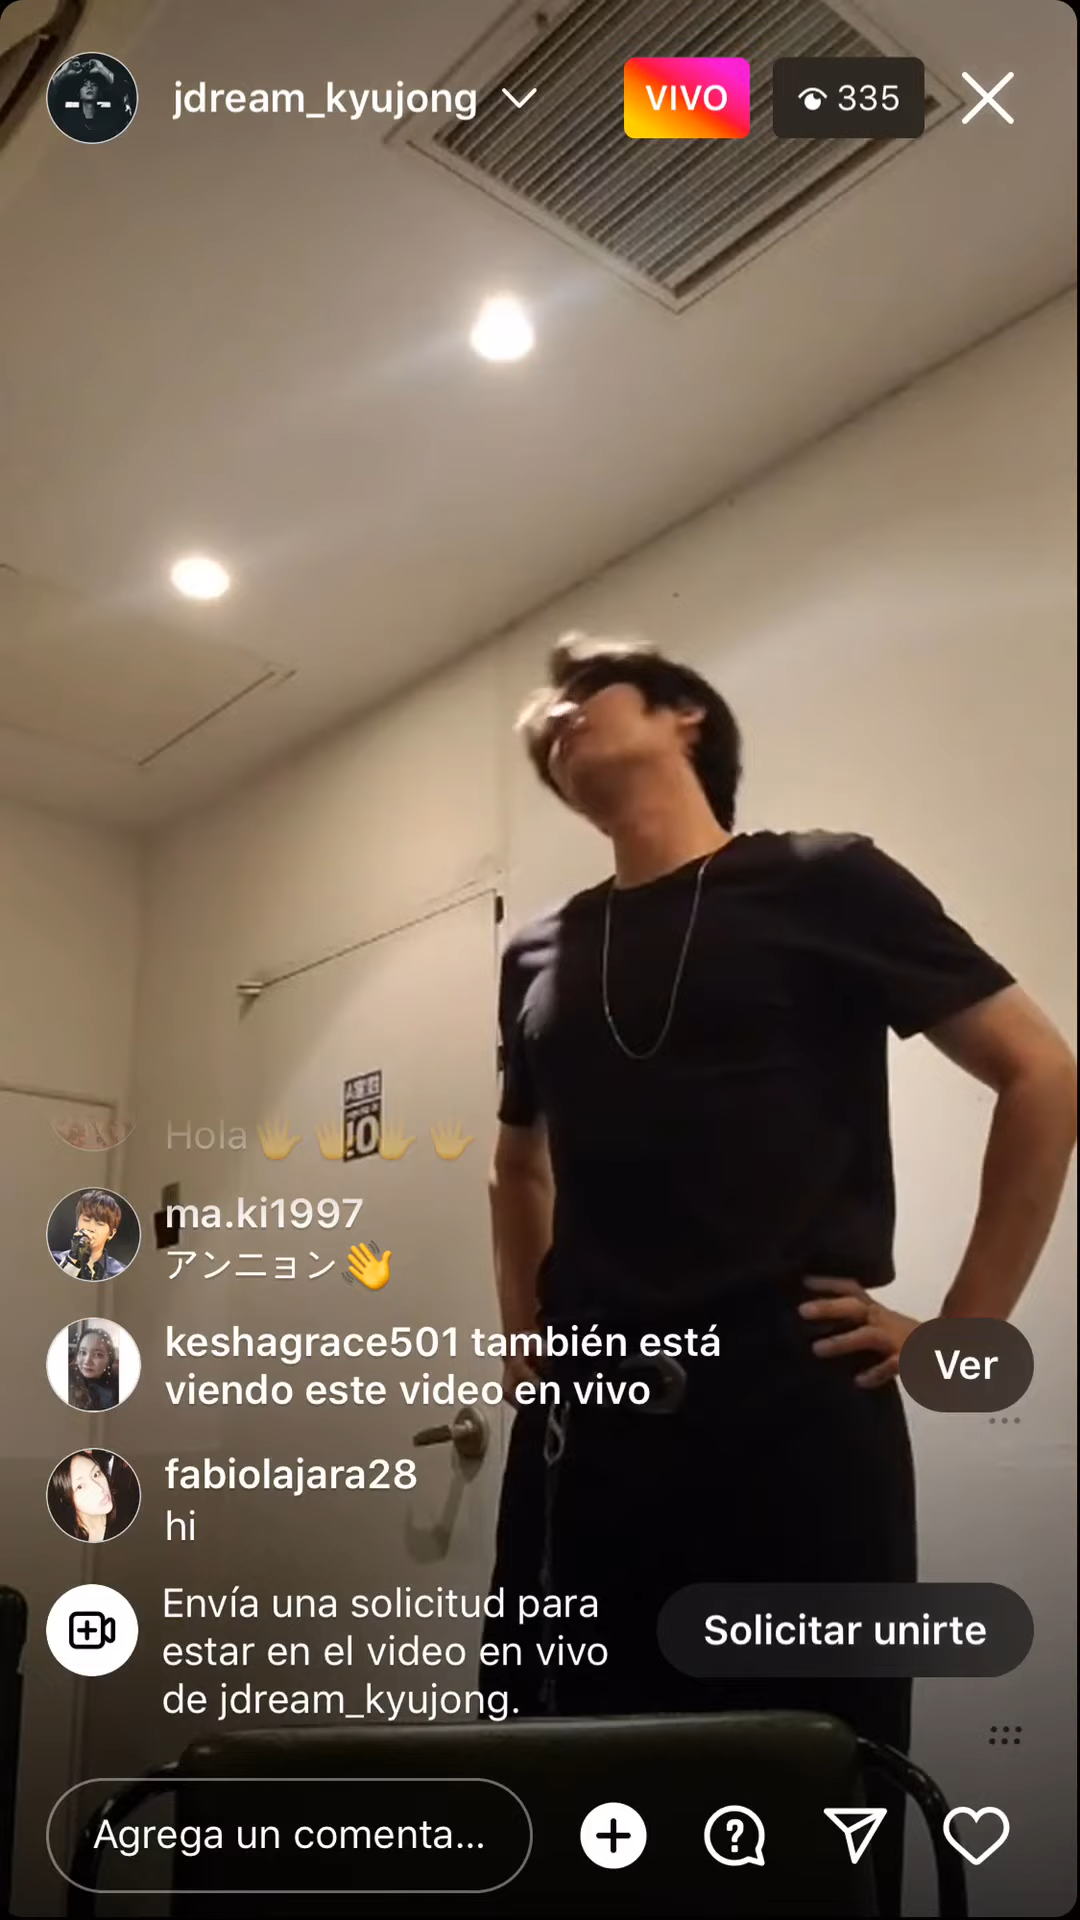 jdream_kyujong
VIVO
335
Hola🖐🖐🖐🖐
ma.ki1997
アンニョン👋
keshagrace501 también está
viendo este video en vivo
Ver
fabiolajara28
hi
Envía una solicitud para
estar en el video en vivo
de jdream_kyujong.
Solicitar unirte
Agrega un comenta...